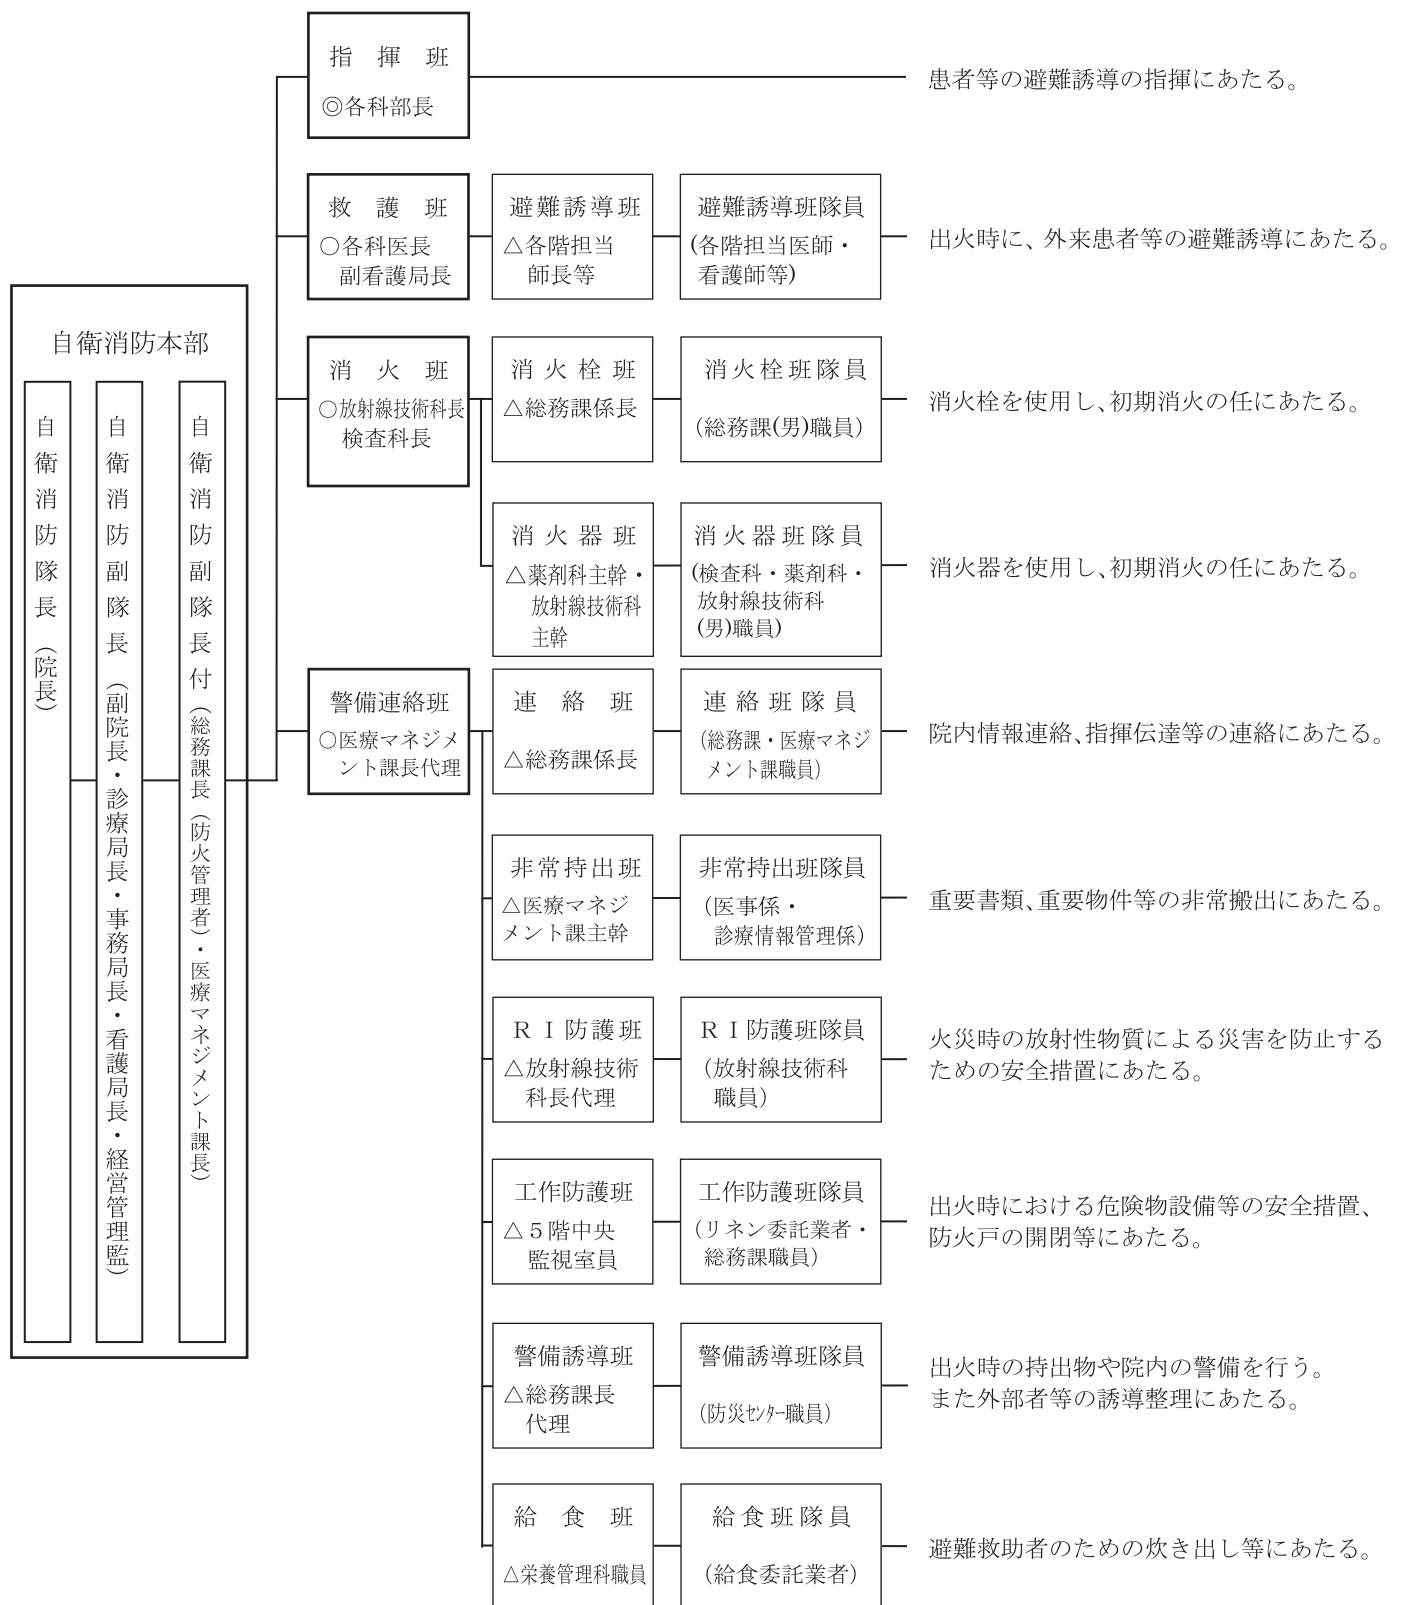 指揮班
◎各科部長
患者等の避難誘導の指揮にあたる。
救護班
○各科医長
副看護局長
避難誘導班
△各階担当
師長等
避難誘導班隊員
(各階担当医師・
看護師等)
出火時に、外来患者等の避難誘導にあたる。
自衛消防本部
自衛消防隊長（院長）
自衛消防副隊長（副院長・診療局長・事務局長・看護局長・経営管理監）
自衛消防副隊長付（総務課長（防火管理者）・医療マネジメント課長）
消火班
○放射線技術科長
検査科長
消火栓班
△総務課係長
消火栓班隊員
（総務課(男)職員）
消火栓を使用し、初期消火の任にあたる。
消火器班
△薬剤科主幹・
放射線技術科
主幹
消火器班隊員
(検査科・薬剤科・
放射線技術科
(男)職員)
消火器を使用し、初期消火の任にあたる。
警備連絡班
○医療マネジメ
ント課長代理
連絡班
△総務課係長
連絡班隊員
（総務課・医療マネジ
メント課職員）
院内情報連絡、指揮伝達等の連絡にあたる。
非常持出班
△医療マネジ
メント課主幹
非常持出班隊員
（医事係・
診療情報管理係）
重要書類、重要物件等の非常搬出にあたる。
ＲＩ防護班
△放射線技術
科長代理
ＲＩ防護班隊員
（放射線技術科
職員）
火災時の放射性物質による災害を防止する
ための安全措置にあたる。
工作防護班
△５階中央
監視室員
工作防護班隊員
（リネン委託業者・
総務課職員）
出火時における危険物設備等の安全措置、
防火戸の開閉等にあたる。
警備誘導班
△総務課長
代理
警備誘導班隊員
（防災ｾﾝﾀｰ職員）
出火時の持出物や院内の警備を行う。
また外部者等の誘導整理にあたる。
給食班
△栄養管理科職員
給食班隊員
（給食委託業者）
避難救助者のための炊き出し等にあたる。